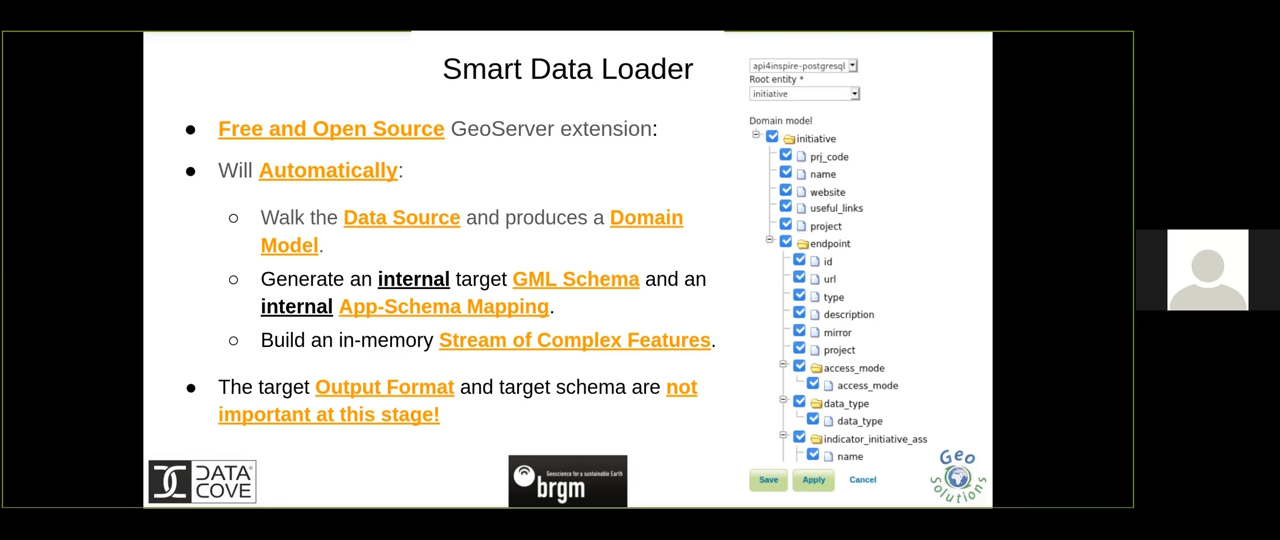 Smart Data Loader
Free and Open Source GeoServer extension:
Will Automatically:
Walk the Data Source and produces a Domain
Model.
Generate an internal target GML Schema and an
internal App-Schema Mapping.
Build an in-memory Stream of Complex Features.
The target Output Format and target schema are not
important at this stage!
api4inspire-postgresql
Root entity *
initiative
Domain model
initiative
prj_code
name
website
useful_links
project
endpoint
id
url
type
description
mirror
project
access_mode
access_mode
data_type
data_type
indicator_initiative_ass
name
Save Apply Cancel
DATA
COVE
Geoscience for a sustainable Earth
brgm
Geo
Solutions